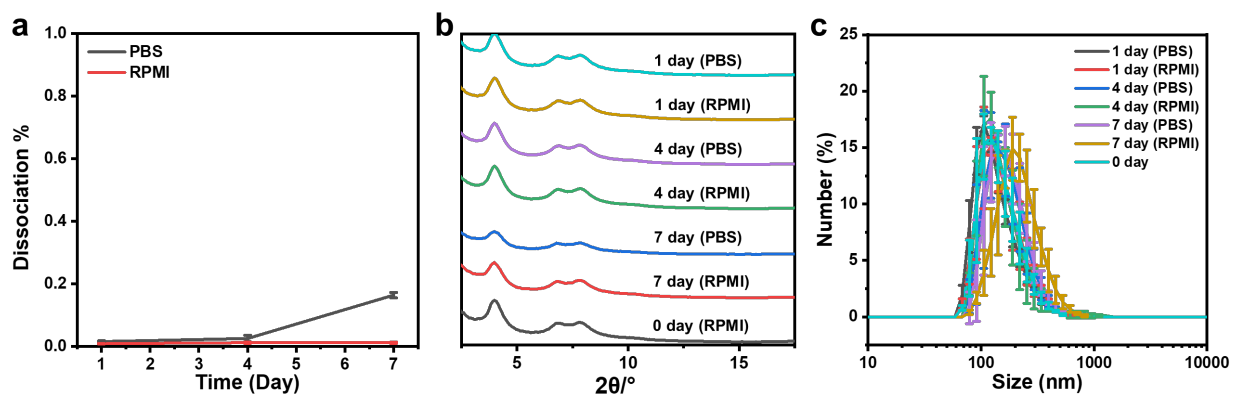 a
PBS
RPMI
Dissociation %
1.0
0.8
0.6
0.4
0.2
0.0
1 2 3 4 5 6 7
Time (Day)
b
1 day (PBS)
1 day (RPMI)
4 day (PBS)
4 day (RPMI)
7 day (PBS)
7 day (RPMI)
0 day (RPMI)
5 10 15
2θ/°
c
1 day (PBS)
1 day (RPMI)
4 day (PBS)
4 day (RPMI)
7 day (PBS)
7 day (RPMI)
0 day
Number (%)
25
20
15
10
5
0
10 100 1000 10000
Size (nm)